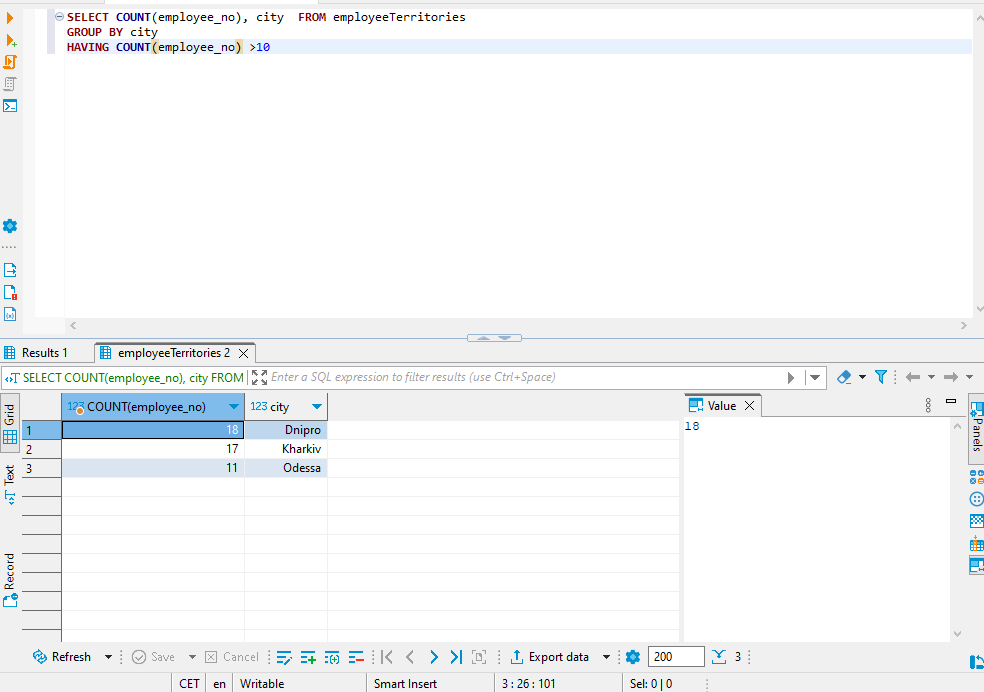 SELECT COUNT(employee_no), city  FROM employeeTerritories
GROUP BY city
HAVING COUNT(employee_no) >10
Results 1
employeeTerritories 2
SELECT COUNT(employee_no), city FROM
Enter a SQL expression to filter results (use Ctrl+Space)
Grid
Text
Record
123 COUNT(employee_no)
123 city
1 18 Dnipro
2 17 Kharkiv
3 11 Odessa
Value
18
Panels
Refresh
Save
Cancel
Export data
200
3
CET
en
Writable
Smart Insert
3 : 26 : 101
Sel: 0 | 0